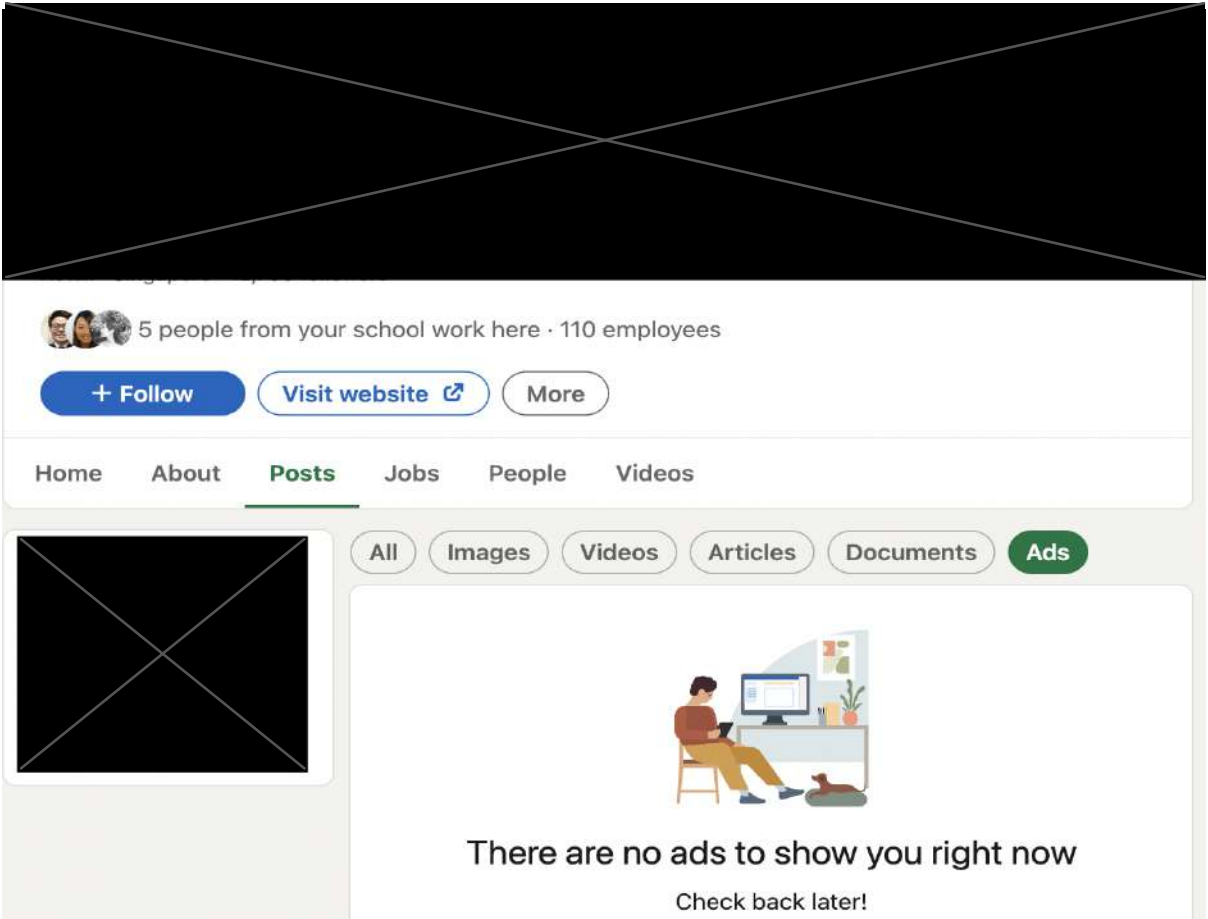 5 people from your school work here · 110 employees
+ Follow
Visit website
More
Home About Posts Jobs People Videos
All Images Videos Articles Documents Ads
There are no ads to show you right now
Check back later!